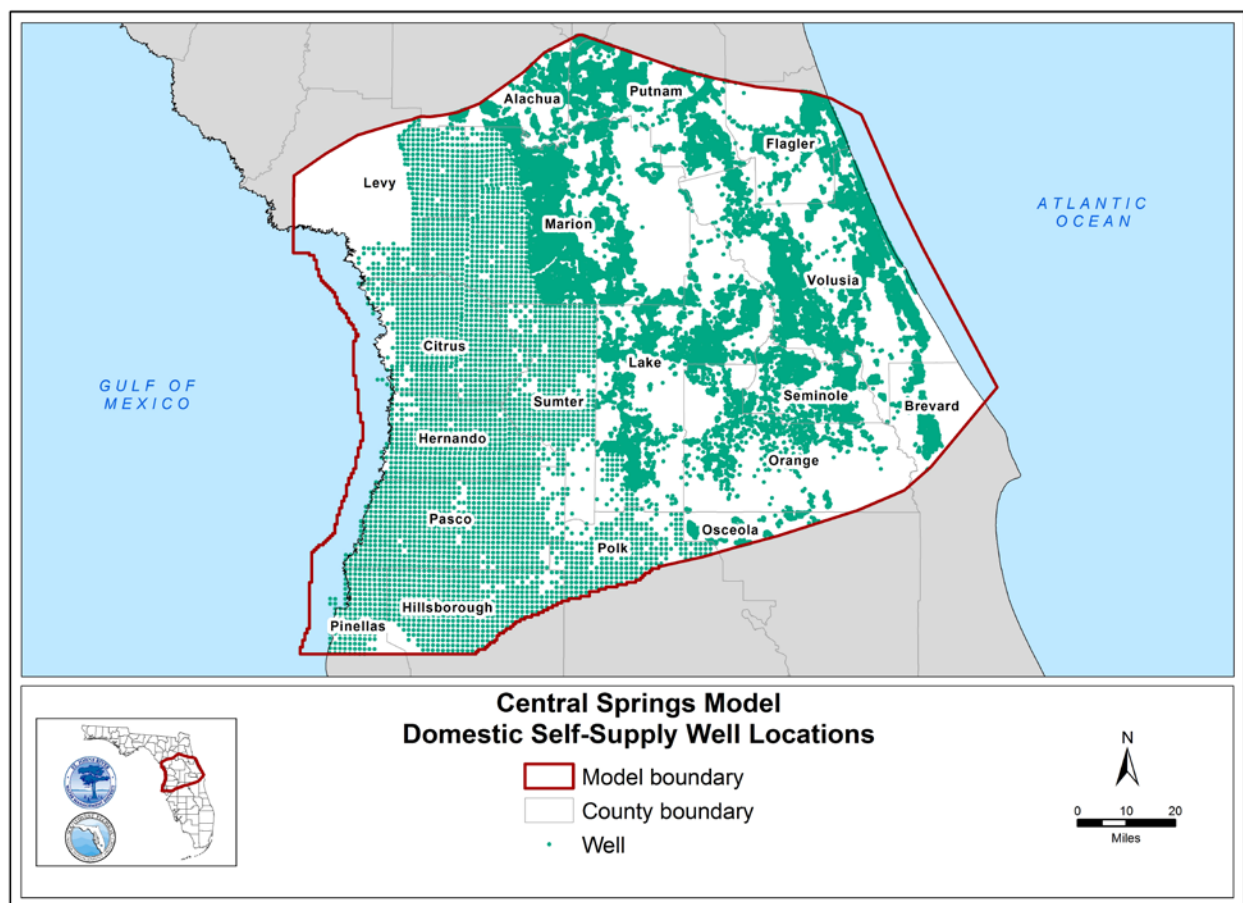 Alachua
Putnam
Flagler
Levy
ATLANTIC
OCEAN
Marion
Volusia
Citrus
Lake
GULF OF
MEXICO
Sumter
Seminole
Brevard
Hernando
Orange
Pasco
Osceola
Polk
Hillsborough
Pinellas
Central Springs Model
Domestic Self-Supply Well Locations
Model boundary
County boundary
Well
N
0 10 20
Miles